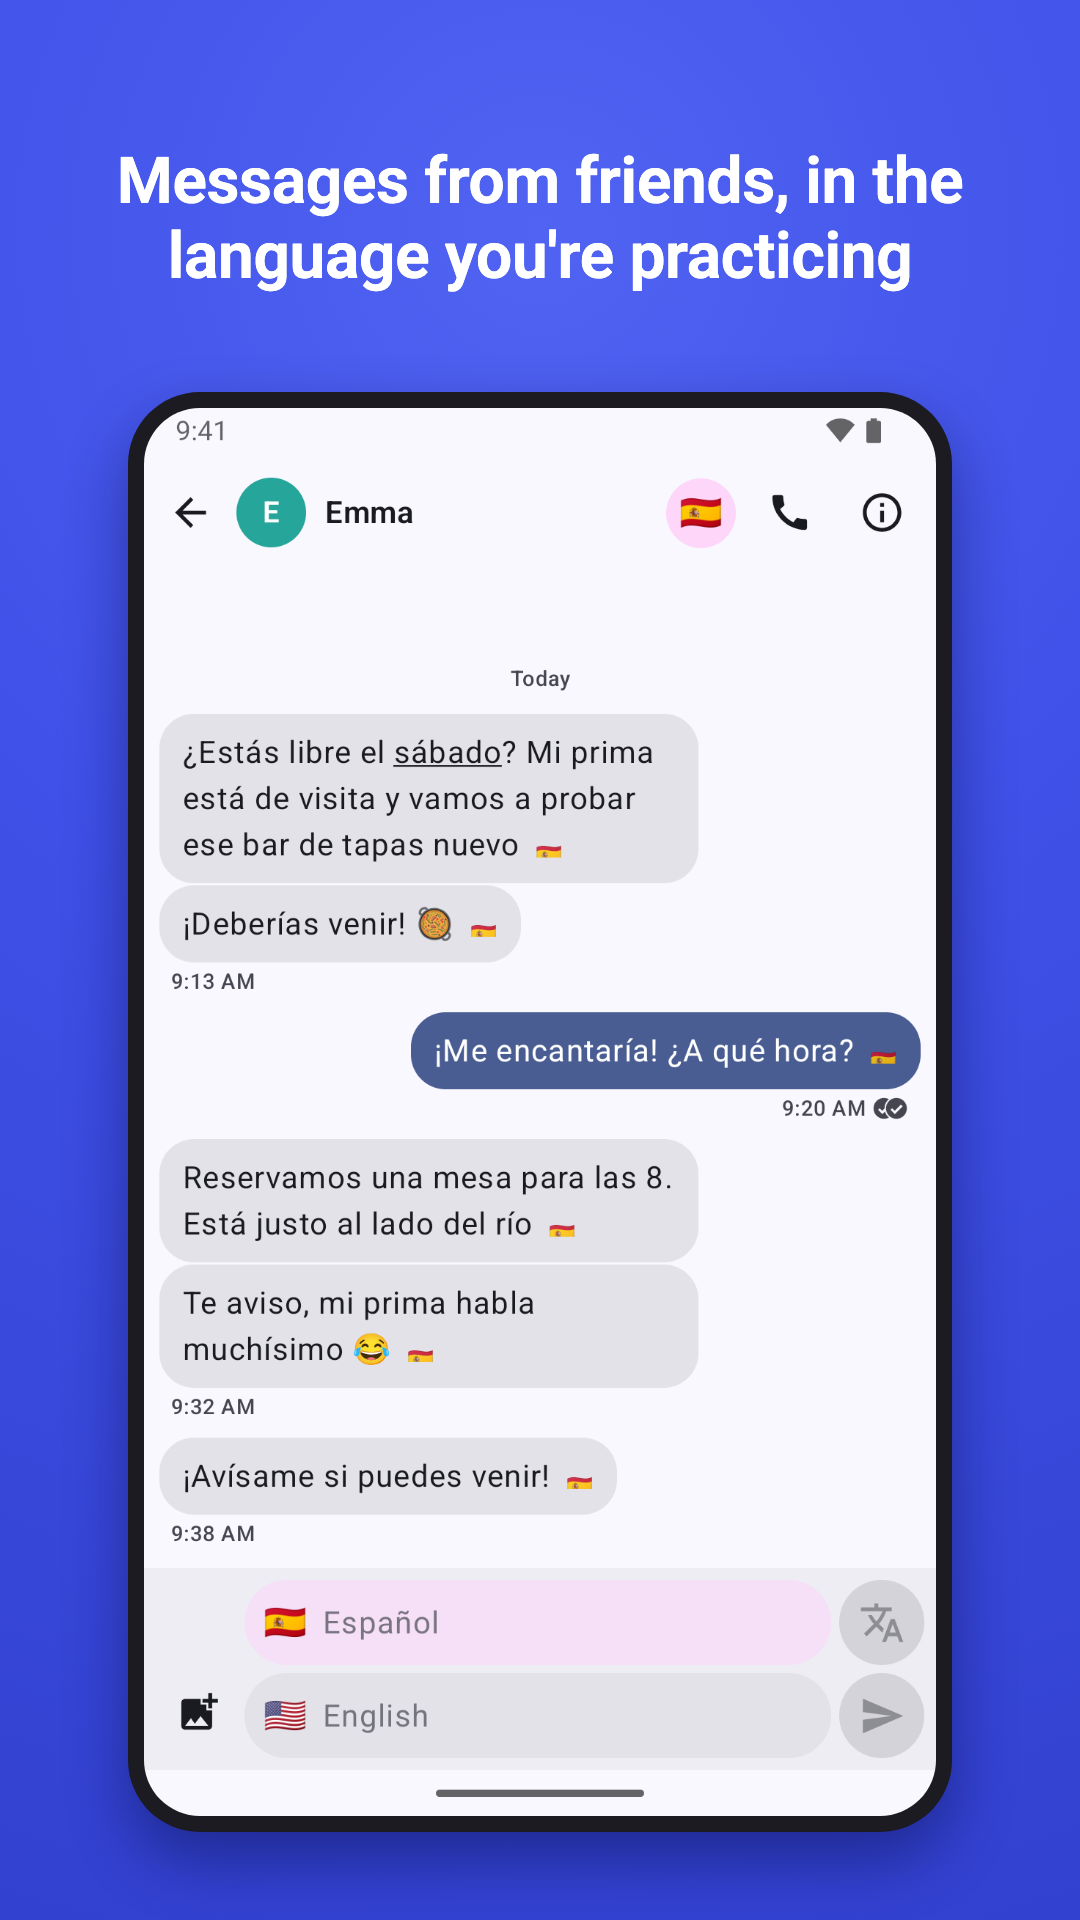 Messages from friends, in the
language you're practicing
9:41
E
Emma
Today
¿Estás libre el sábado? Mi prima
está de visita y vamos a probar
ese bar de tapas nuevo 🇪🇸
¡Deberías venir! 🥘 🇪🇸
9:13 AM
¡Me encantaría! ¿A qué hora? 🇪🇸
9:20 AM
Reservamos una mesa para las 8.
Está justo al lado del río 🇪🇸
Te aviso, mi prima habla
muchísimo 😂 🇪🇸
9:32 AM
¡Avísame si puedes venir! 🇪🇸
9:38 AM
🇪🇸 Español
🇺🇸 English